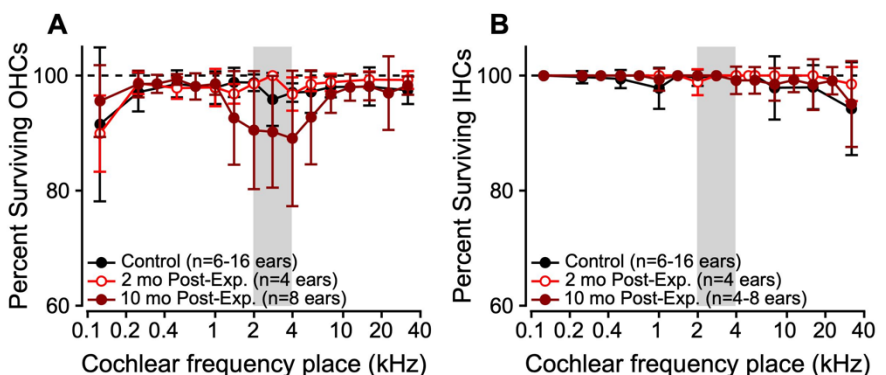 A
Percent Surviving OHCs
100
80
60
Control (n=6-16 ears)
2 mo Post-Exp. (n=4 ears)
10 mo Post-Exp. (n=8 ears)
0.1 0.2 0.4 1 2 4 10 20 40
Cochlear frequency place (kHz)
B
Percent Surviving IHCs
100
80
60
Control (n=6-16 ears)
2 mo Post-Exp. (n=4 ears)
10 mo Post-Exp. (n=4-8 ears)
0.1 0.2 0.4 1 2 4 10 20 40
Cochlear frequency place (kHz)